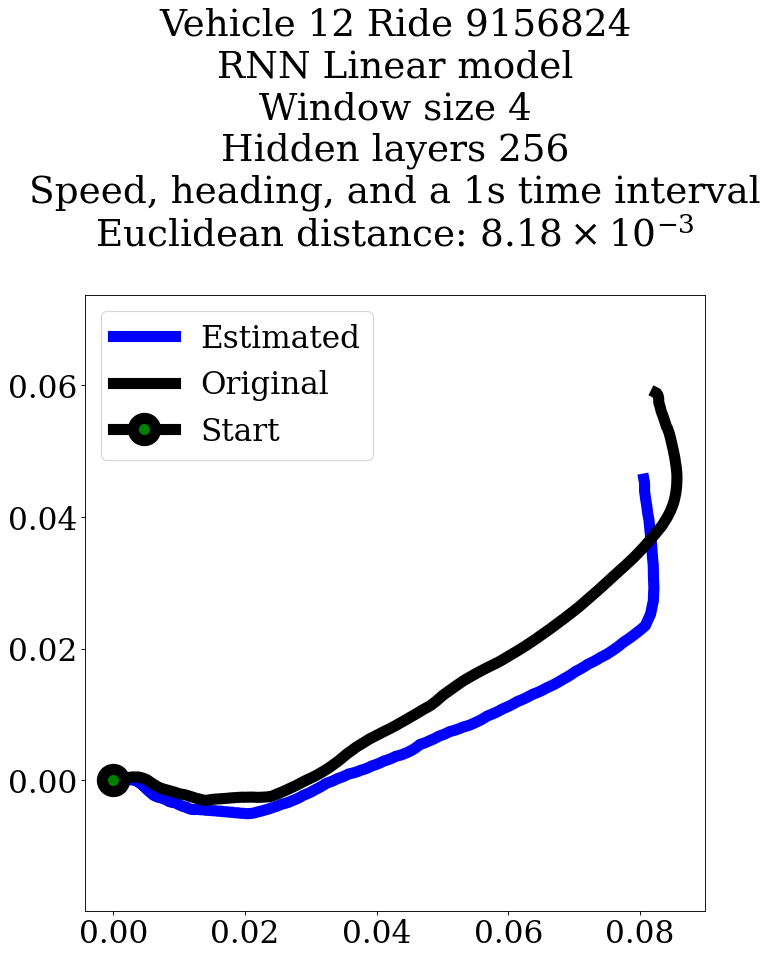 Vehicle 12 Ride 9156824
RNN Linear model
Window size 4
Hidden layers 256
Speed, heading, and a 1s time interval
Euclidean distance: 8.18 × 10⁻³
Estimated
Original
Start
0.06
0.04
0.02
0.00
0.00 0.02 0.04 0.06 0.08